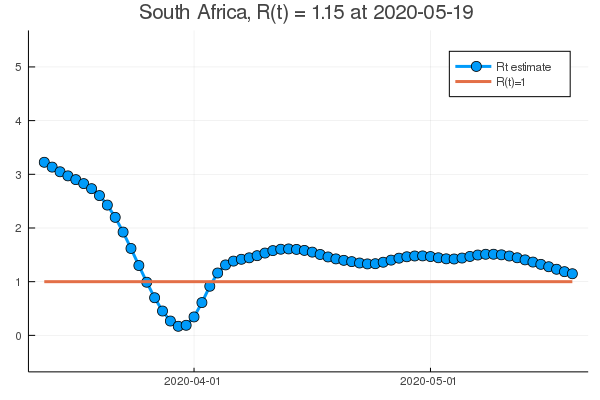 South Africa, R(t) = 1.15 at 2020-05-19
5
4
3
2
1
0
Rt estimate
R(t)=1
2020-04-01
2020-05-01